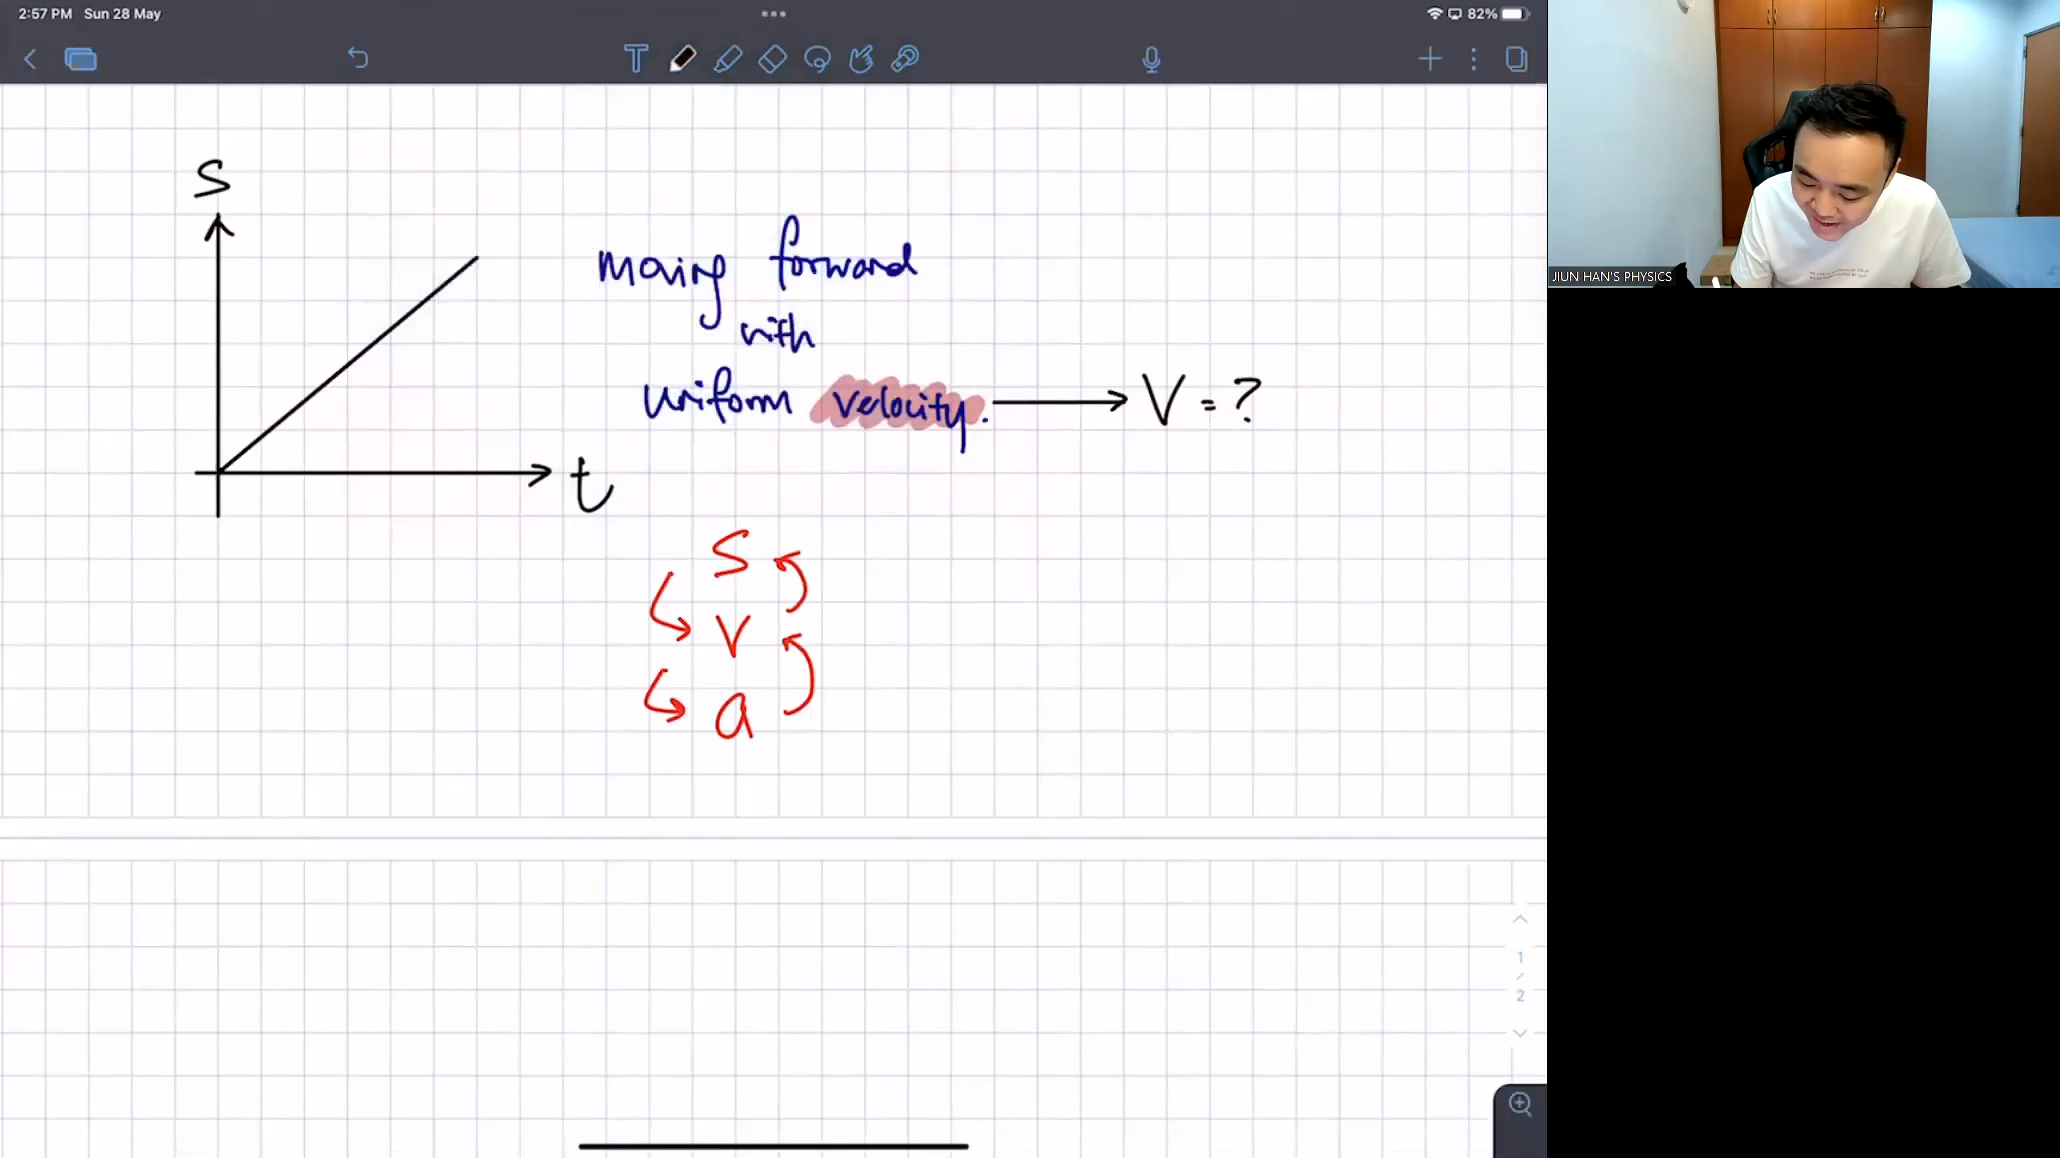 2:57 PM Sun 28 May
82%
T
S
moving forward
with
uniform velocity. V = ?
t
S
V
a
1
2
JIUN HAN'S PHYSICS